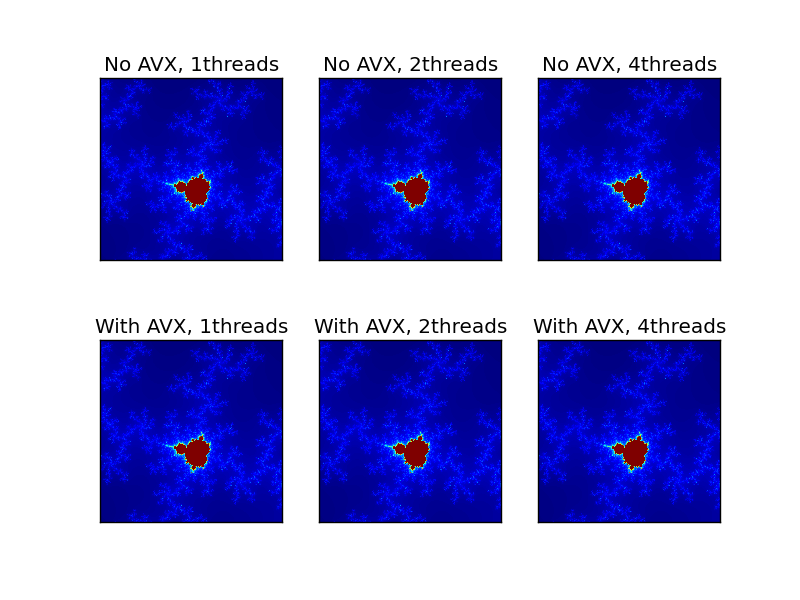 No AVX, 1threads
No AVX, 2threads
No AVX, 4threads
With AVX, 1threads
With AVX, 2threads
With AVX, 4threads